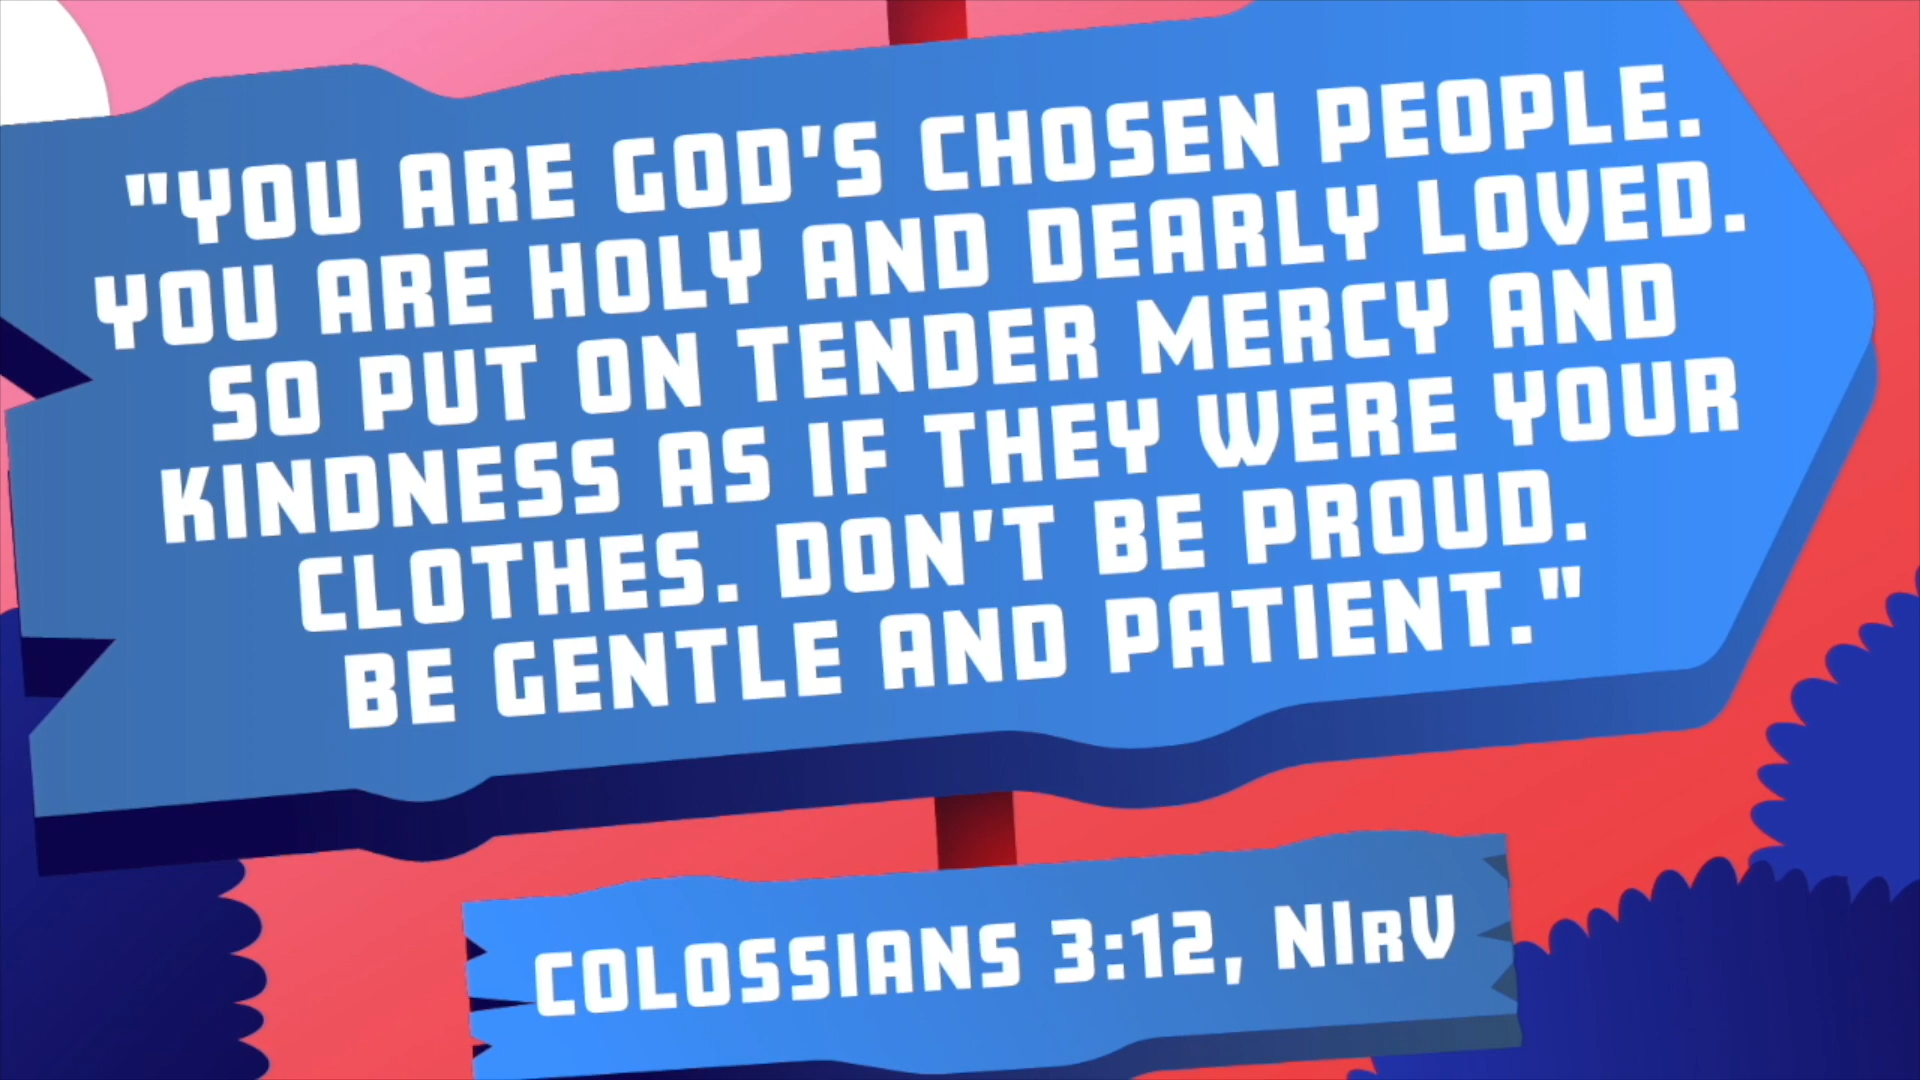 "YOU ARE GOD'S CHOSEN PEOPLE.
YOU ARE HOLY AND DEARLY LOVED.
SO PUT ON TENDER MERCY AND
KINDNESS AS IF THEY WERE YOUR
CLOTHES. DON'T BE PROUD.
BE GENTLE AND PATIENT."
COLOSSIANS 3:12, NIrV